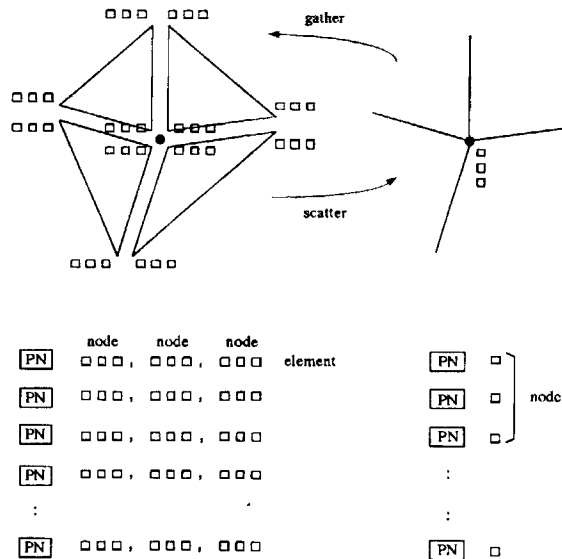 gather
scatter
node node node
PN , , element PN
PN , , PN node
PN , , PN
PN , , :
: :
PN , , PN